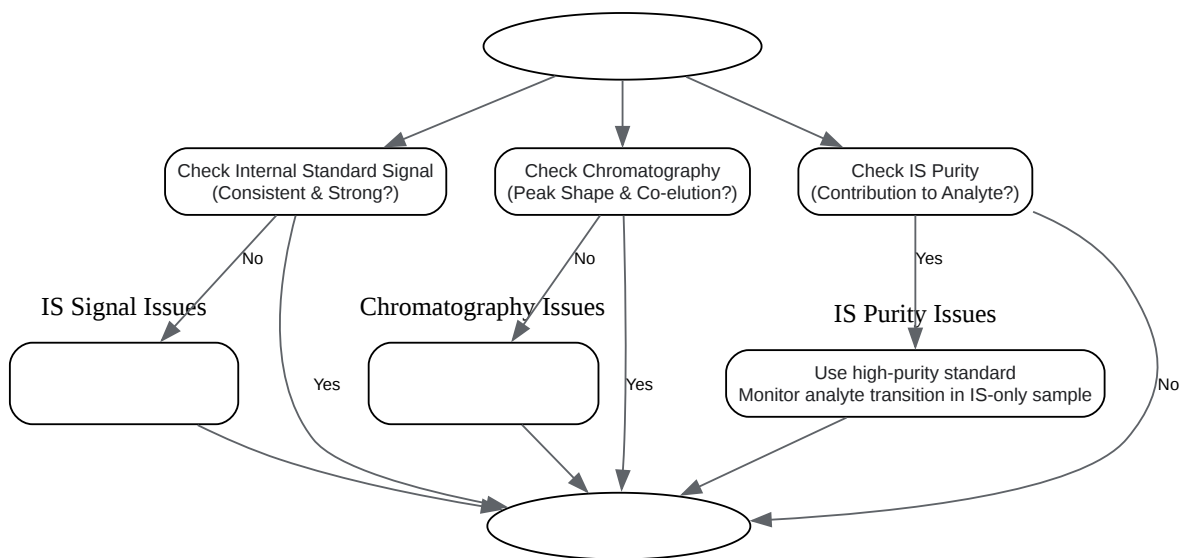 Check Internal Standard Signal
(Consistent & Strong?)
Check Chromatography
(Peak Shape & Co-elution?)
Check IS Purity
(Contribution to Analyte?)
No
No
Yes
IS Signal Issues
Chromatography Issues
IS Purity Issues
Use high-purity standard
Monitor analyte transition in IS-only sample
Yes
Yes
No